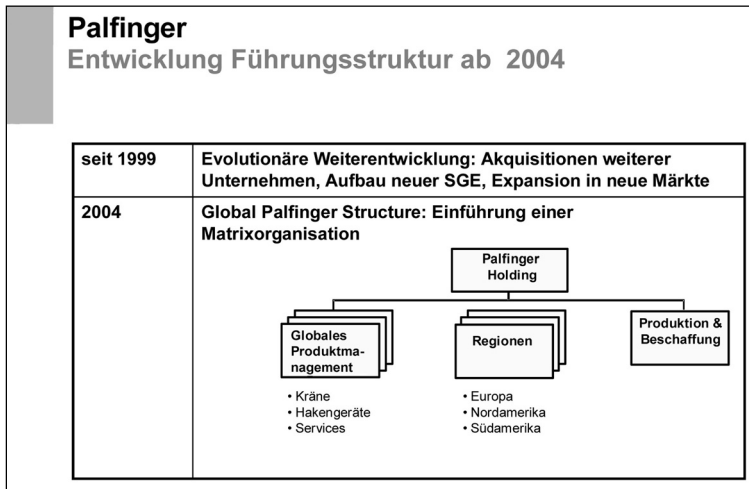 Palfinger
Entwicklung Führungsstruktur ab 2004
seit 1999
Evolutionäre Weiterentwicklung: Akquisitionen weiterer
Unternehmen, Aufbau neuer SGE, Expansion in neue Märkte
2004
Global Palfinger Structure: Einführung einer
Matrixorganisation
Palfinger
Holding
Globales
Produktma-
nagement
Regionen
Produktion &
Beschaffung
• Kräne
• Hakengeräte
• Services
• Europa
• Nordamerika
• Südamerika